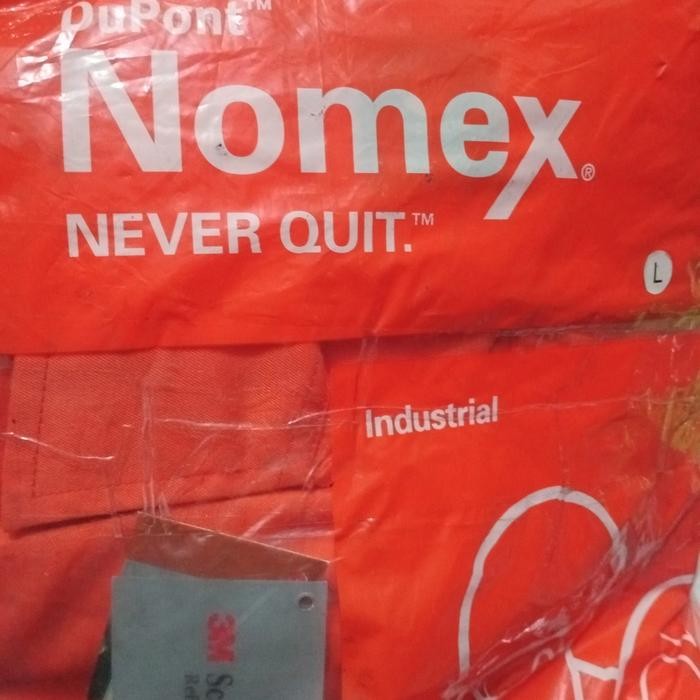 DuPont™
Nomex®
NEVER QUIT.™
L
Industrial
3M